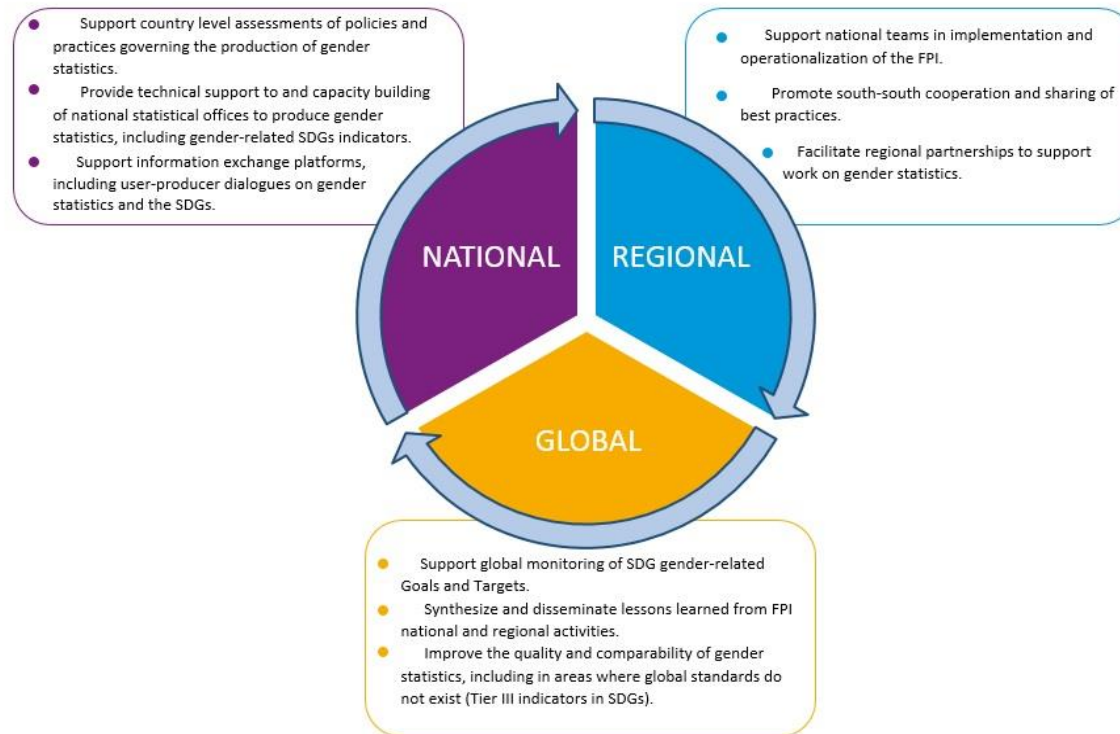 Support country level assessments of policies and
practices governing the production of gender
statistics.
Provide technical support to and capacity building
of national statistical offices to produce gender
statistics, including gender-related SDGs indicators.
Support information exchange platforms,
including user-producer dialogues on gender
statistics and the SDGs.
Support national teams in implementation and
operationalization of the FPI.
Promote south-south cooperation and sharing of
best practices.
Facilitate regional partnerships to support
work on gender statistics.
NATIONAL
REGIONAL
GLOBAL
Support global monitoring of SDG gender-related
Goals and Targets.
Synthesize and disseminate lessons learned from FPI
national and regional activities.
Improve the quality and comparability of gender
statistics, including in areas where global standards do
not exist (Tier III indicators in SDGs).